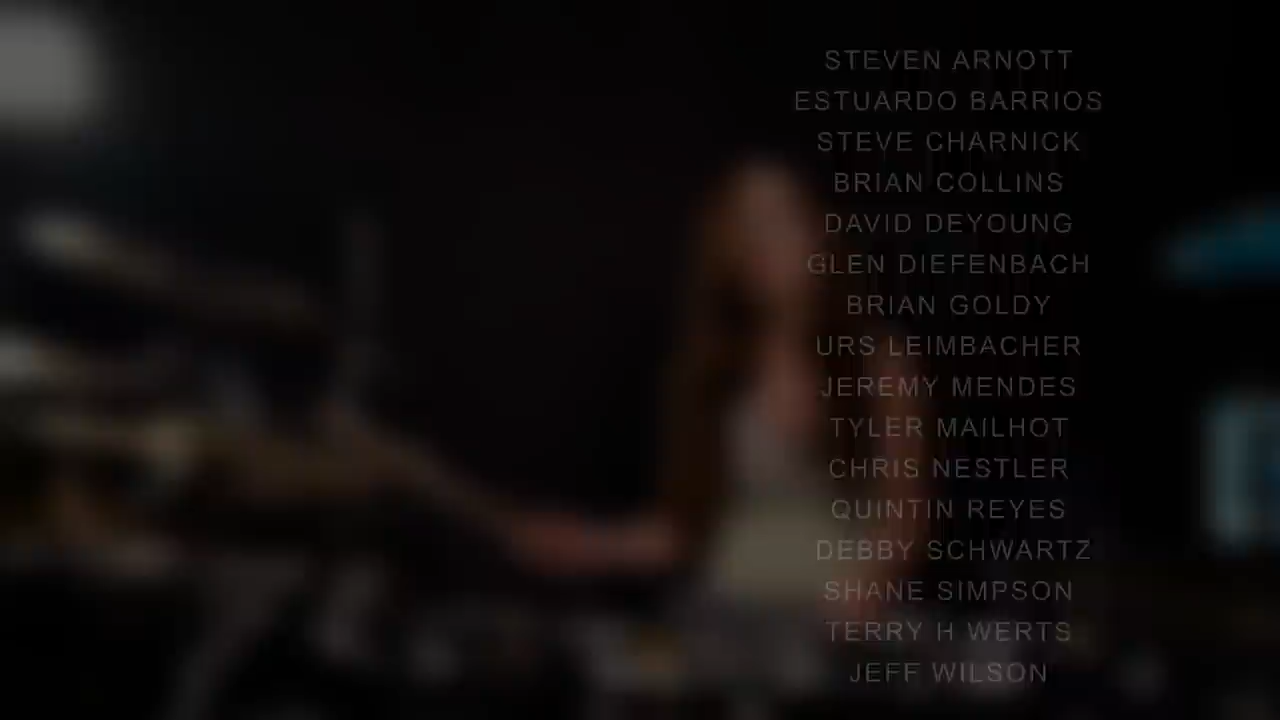 STEVEN ARNOTT
ESTUARDO BARRIOS
STEVE CHARNICK
BRIAN COLLINS
DAVID DEYOUNG
GLEN DIEFENBACH
BRIAN GOLDY
URS LEIMBACHER
JEREMY MENDES
TYLER MAILHOT
CHRIS NESTLER
QUINTIN REYES
DEBBY SCHWARTZ
SHANE SIMPSON
TERRY H WERTS
JEFF WILSON